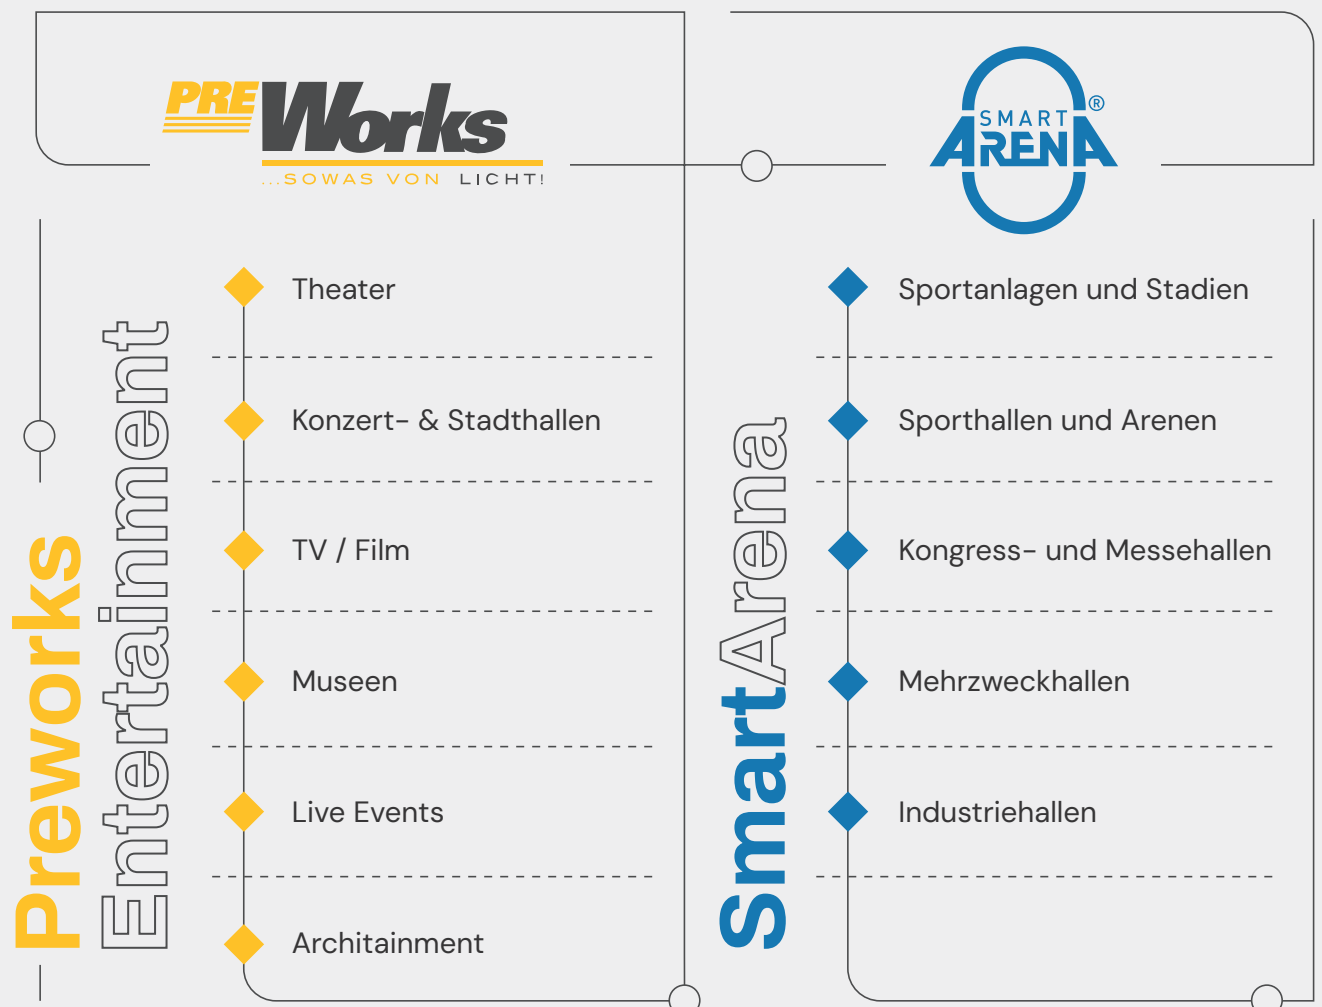 PREWorks
...SOWAS VON LICHT!
Preworks
Entertainment
Theater
Konzert- & Stadthallen
TV / Film
Museen
Live Events
Architainment
SMART
ARENA®
SmartArena
Sportanlagen und Stadien
Sporthallen und Arenen
Kongress- und Messehallen
Mehrzweckhallen
Industriehallen